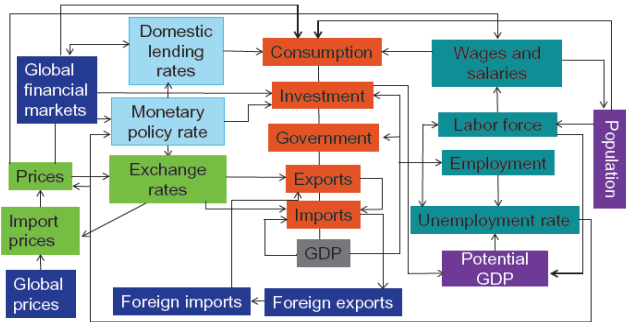 Domestic
lending
rates
Consumption
Wages and
salaries
Global
financial
markets
Investment
Monetary
policy rate
Government
Labor force
Population
Prices
Exchange
rates
Exports
Employment
Import
prices
Imports
Unemployment rate
GDP
Potential
GDP
Global
prices
Foreign imports
Foreign exports